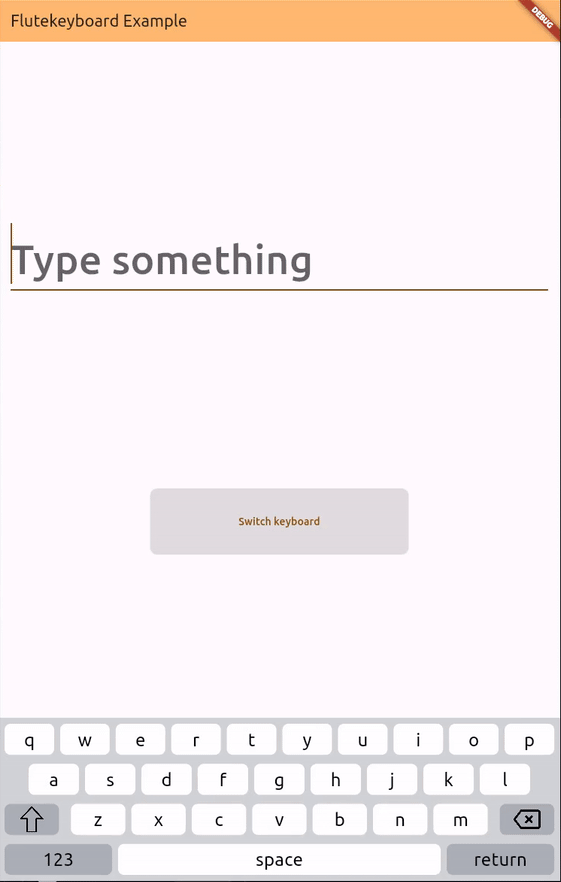 Flutekeyboard Example
DEBUG
Type something
Switch keyboard
q w e r t y u i o p
a s d f g h j k l
z x c v b n m
123 space return